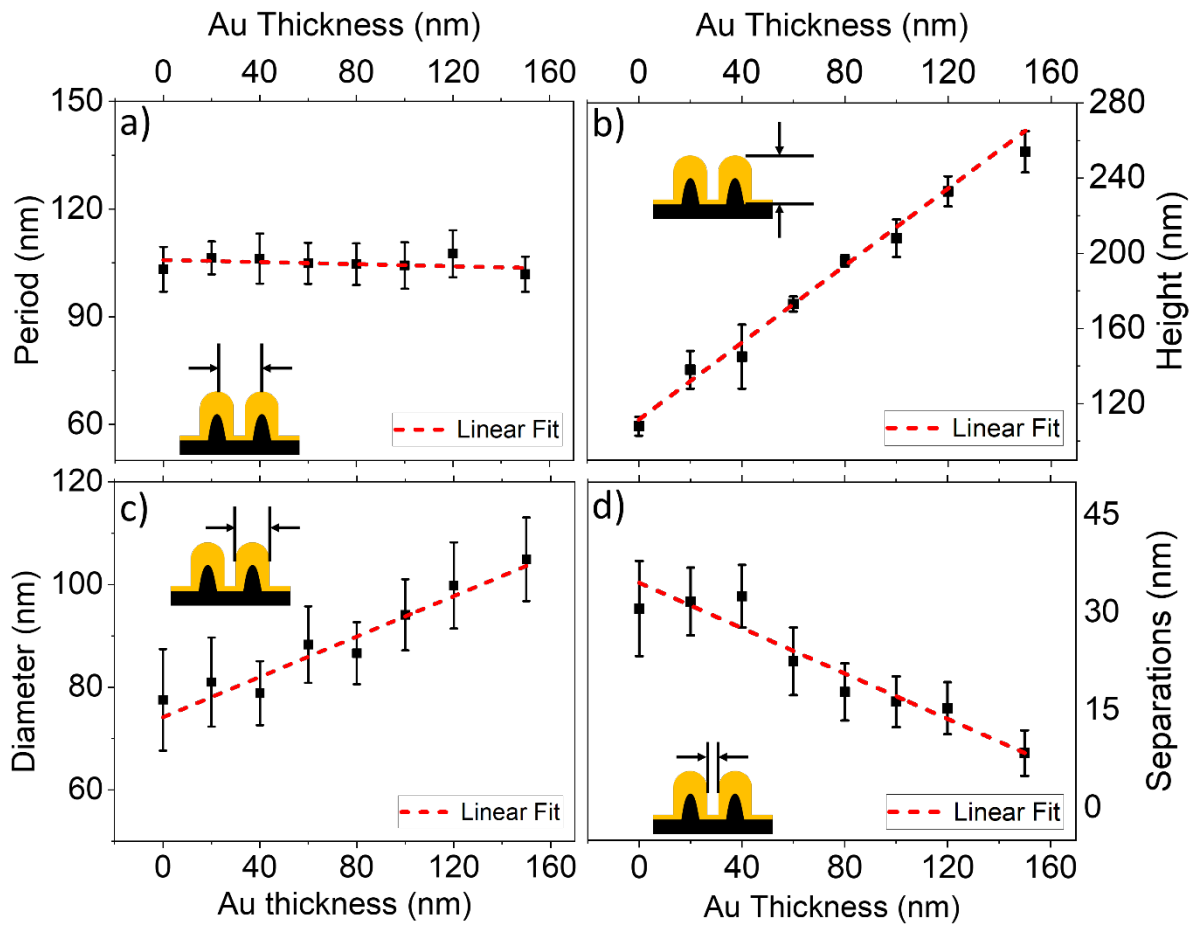 Au Thickness (nm)
Au Thickness (nm)
0 40 80 120 160
0 40 80 120 160
a)
150
120
90
60
Period (nm)
Linear Fit
b)
280
240
200
160
120
Height (nm)
Linear Fit
c)
120
100
80
60
Diameter (nm)
Linear Fit
d)
45
30
15
0
Separations (nm)
Linear Fit
0 40 80 120 160
0 40 80 120 160
Au thickness (nm)
Au Thickness (nm)